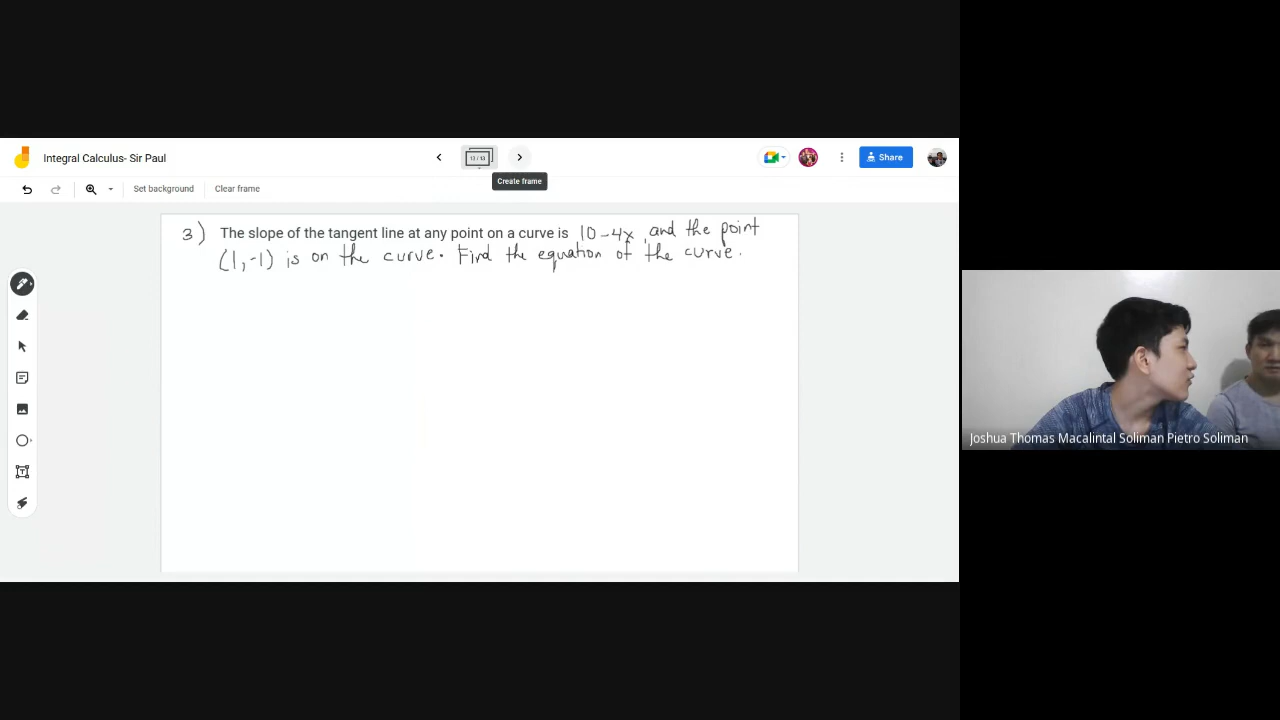 Integral Calculus- Sir Paul
13 / 13
Share
Create frame
Set background
Clear frame
3) The slope of the tangent line at any point on a curve is 10-4x, and the point
(1,-1) is on the curve. Find the equation of the curve.
Joshua Thomas Macalintal Soliman Pietro Soliman